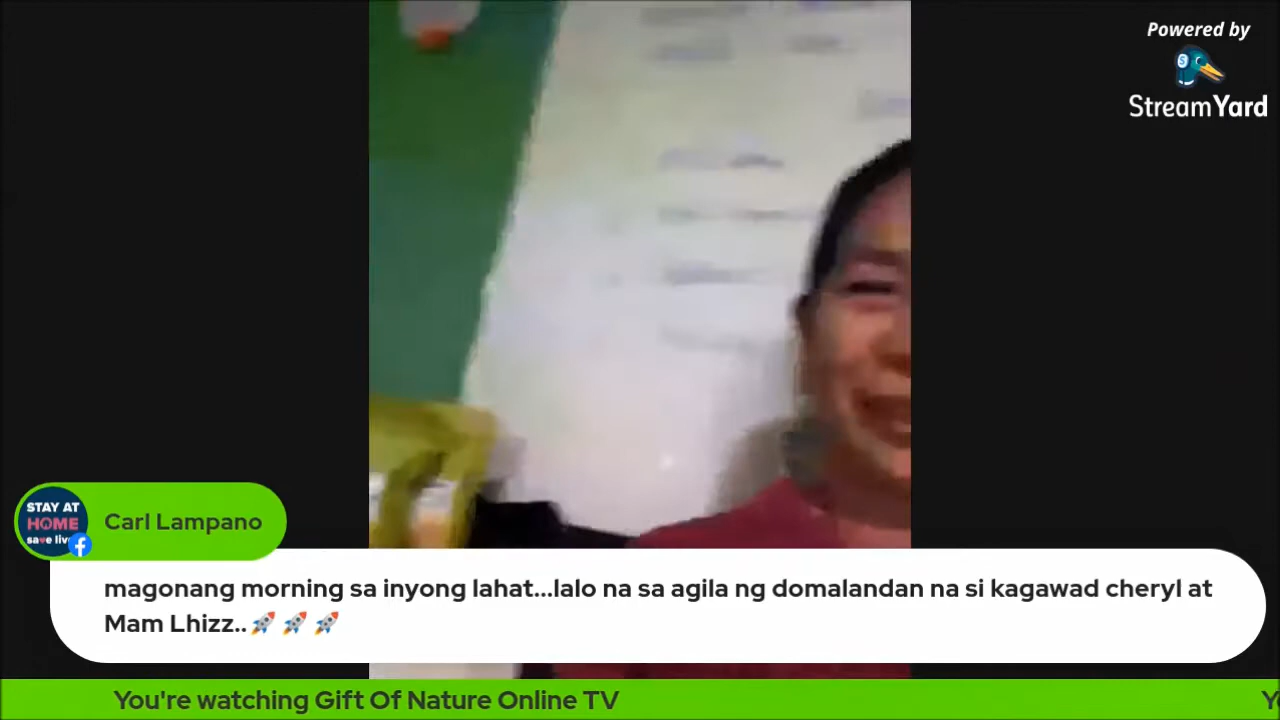 Powered by
StreamYard
STAY AT
HOME
Carl Lampano
magonang morning sa inyong lahat...lalo na sa agila ng domalandan na si kagawad cheryl at
Mam Lhizz..🚀🚀🚀
You're watching Gift Of Nature Online TV